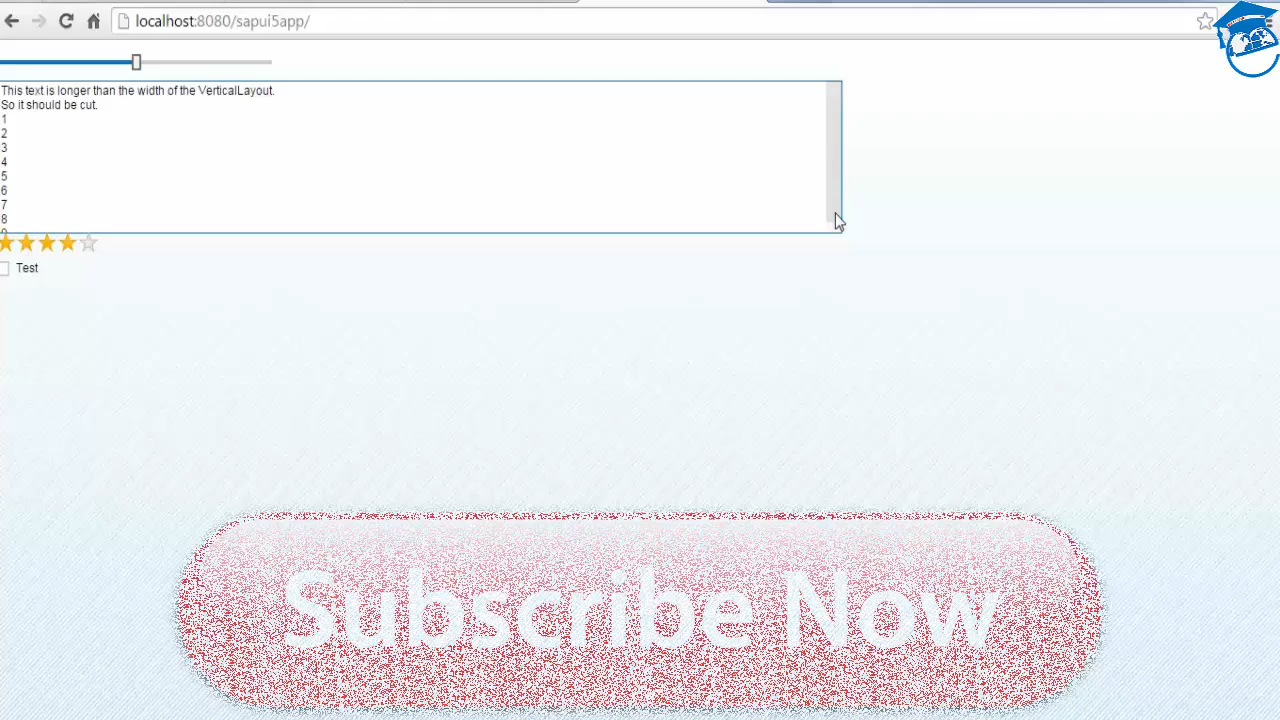 localhost:8080/sapui5app/
This text is longer than the width of the VerticalLayout.
So it should be cut.
1
2
3
4
5
6
7
8
Test
Subscribe Now